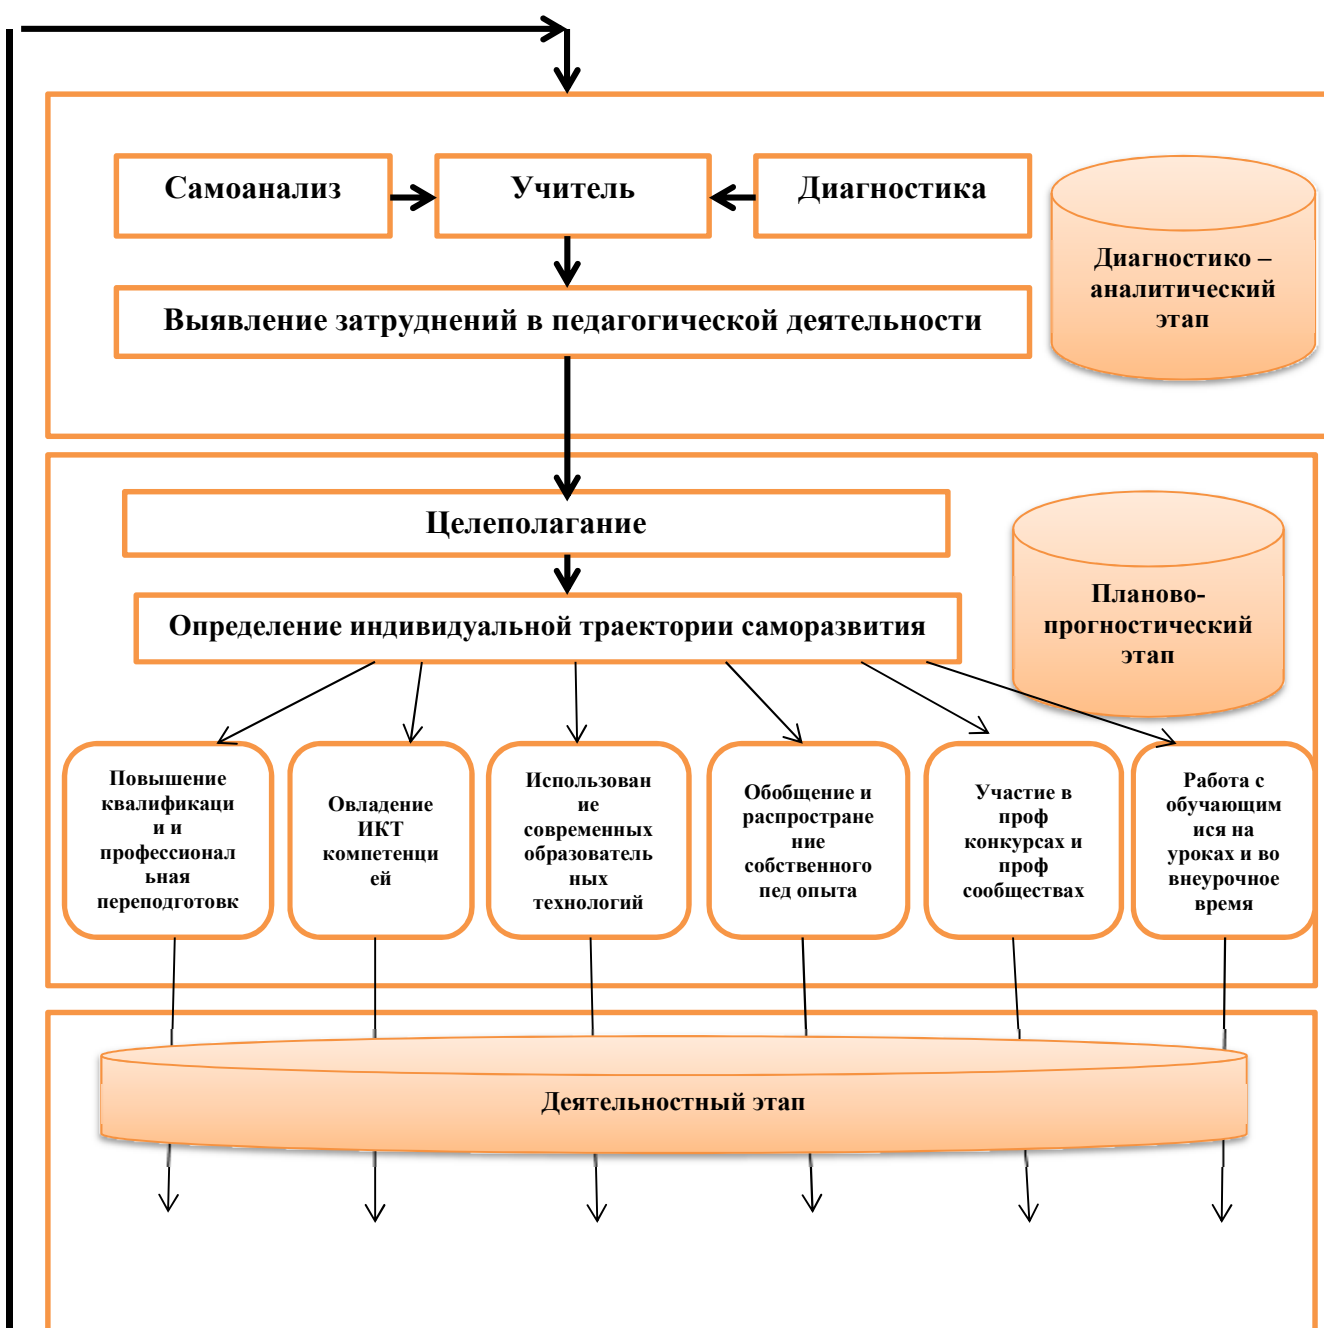 Самоанализ
Учитель
Диагностика
Диагностико –
аналитический
этап
Выявление затруднений в педагогической деятельности
Целеполагание
Планово-
прогностический
этап
Определение индивидуальной траектории саморазвития
Повышение
квалификаци
и и
профессионал
ьная
переподготовк
Овладение
ИКТ
компетенци
ей
Использован
ие
современных
образователь
ных
технологий
Обобщение и
распростране
ние
собственного
пед опыта
Участие в
проф
конкурсах и
проф
сообществах
Работа с
обучающим
ися на
уроках и во
внеурочное
время
Деятельностный этап